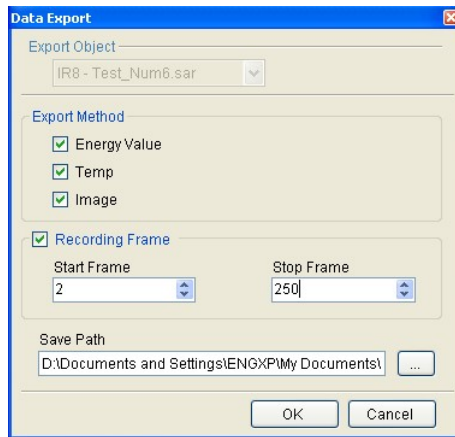 Data Export
Export Object
IR8 - Test_Num6.sar
Export Method
Energy Value
Temp
Image
Recording Frame
Start Frame Stop Frame
2 250
Save Path
D:\Documents and Settings\ENGXP\My Documents\ ...
OK Cancel